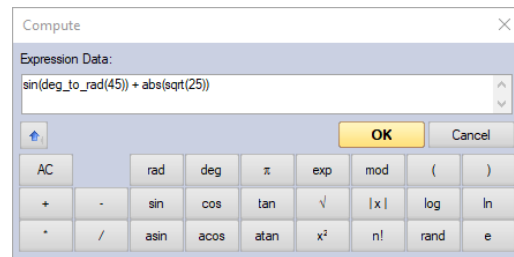 Compute
Expression Data:
sin(deg_to_rad(45)) + abs(sqrt(25))
OK Cancel
AC rad deg π exp mod ( )
+ - sin cos tan √ |x| log ln
* / asin acos atan x² n! rand e